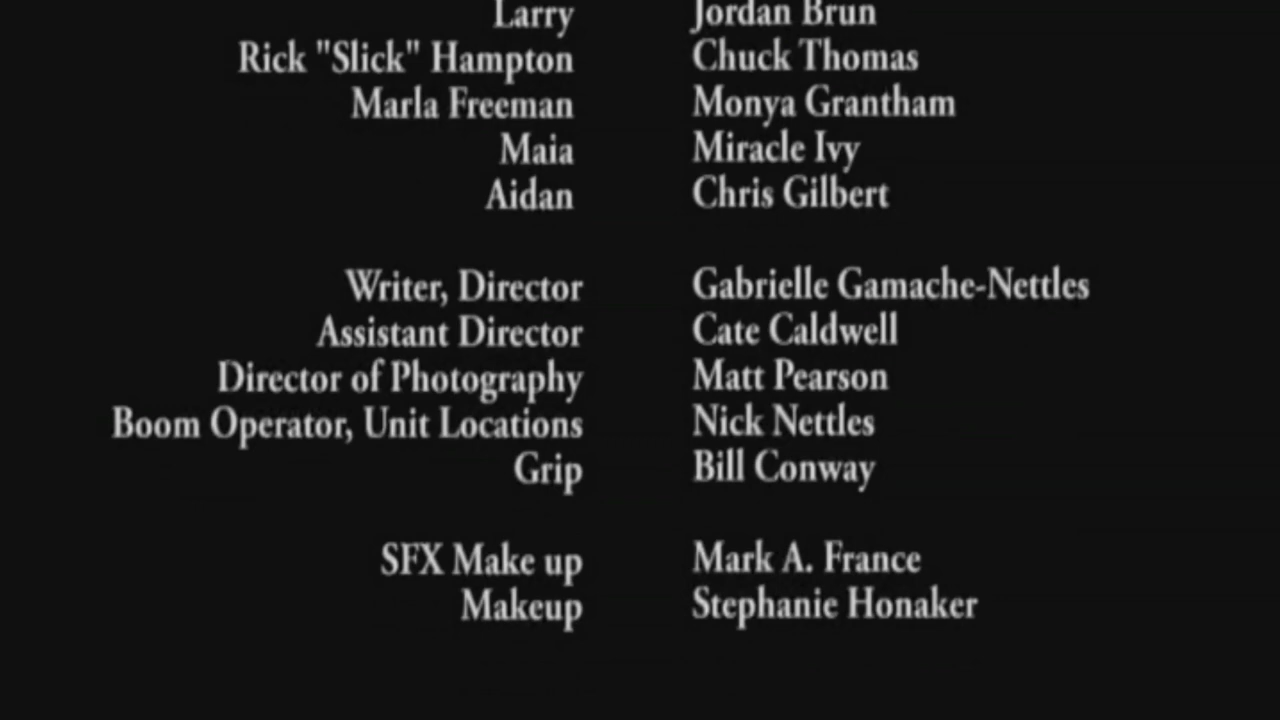 Larry Jordan Brun
Rick "Slick" Hampton Chuck Thomas
Marla Freeman Monya Grantham
Maia Miracle Ivy
Aidan Chris Gilbert
Writer, Director Gabrielle Gamache-Nettles
Assistant Director Cate Caldwell
Director of Photography Matt Pearson
Boom Operator, Unit Locations Nick Nettles
Grip Bill Conway
SFX Make up Mark A. France
Makeup Stephanie Honaker